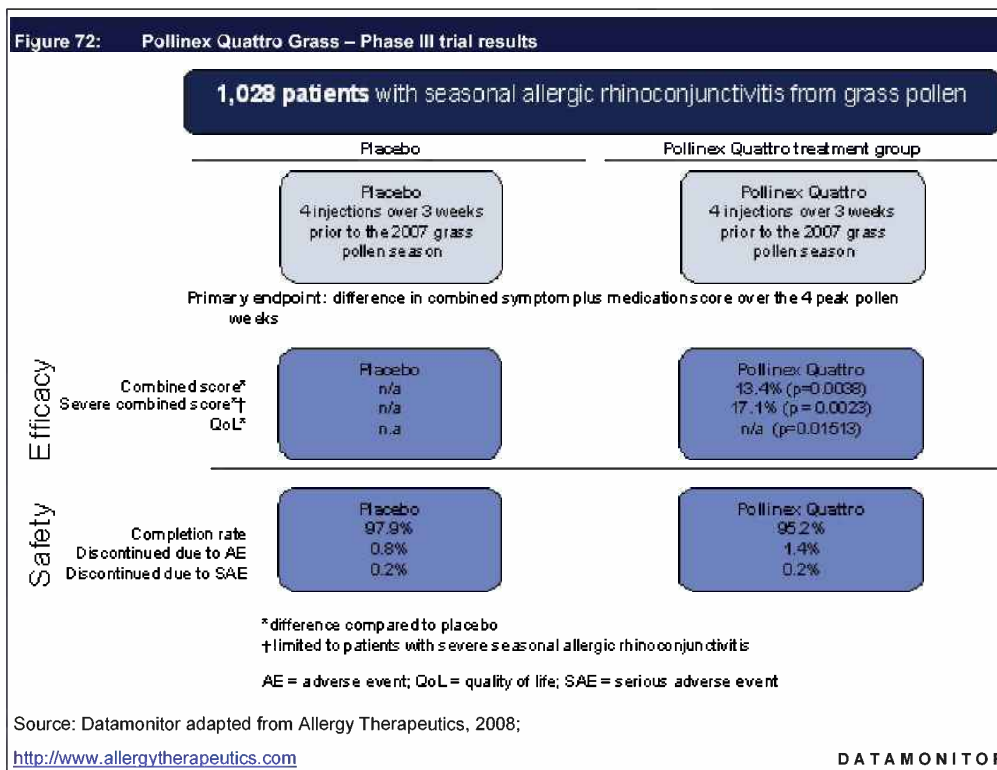 Figure 72: Pollinex Quattro Grass – Phase III trial results
1,028 patients with seasonal allergic rhinoconjunctivitis from grass pollen
Placebo
Pollinex Quattro treatment group
Placebo
4 injections over 3 weeks
prior to the 2007 grass
pollen season
Pollinex Quattro
4 injections over 3 weeks
prior to the 2007 grass
pollen season
Primary endpoint: difference in combined symptom plus medication score over the 4 peak pollen
weeks
Efficacy
Combined score*
Severe combined score*†
QoL*
Placebo
n/a
n/a
n.a
Pollinex Quattro
13.4% (p=0.0038)
17.1% (p = 0.0023)
n/a (p=0.01513)
Safety
Completion rate
Discontinued due to AE
Discontinued due to SAE
Placebo
97.9%
0.8%
0.2%
Pollinex Quattro
95.2%
1.4%
0.2%
*difference compared to placebo
†limited to patients with severe seasonal allergic rhinoconjunctivitis
AE = adverse event; QoL = quality of life; SAE = serious adverse event
Source: Datamonitor adapted from Allergy Therapeutics, 2008;
http://www.allergytherapeutics.com
DATAMONITOR